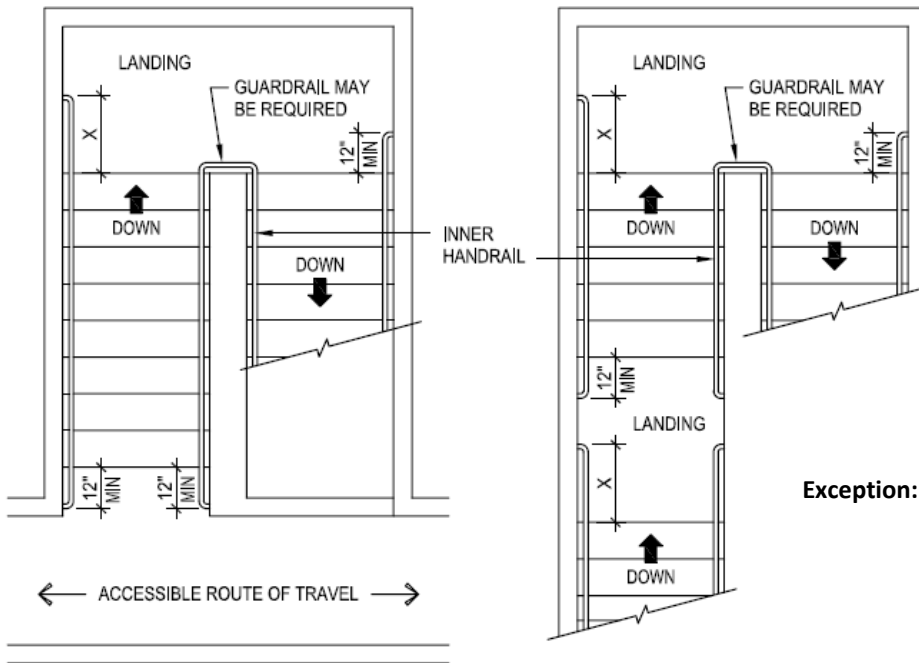 LANDING
GUARDRAIL MAY
BE REQUIRED
X
12"
MIN
DOWN
DOWN
INNER
HANDRAIL
12"
MIN
12"
MIN
ACCESSIBLE ROUTE OF TRAVEL
LANDING
GUARDRAIL MAY
BE REQUIRED
X
12"
MIN
DOWN
DOWN
12"
MIN
LANDING
X
DOWN
Exception: